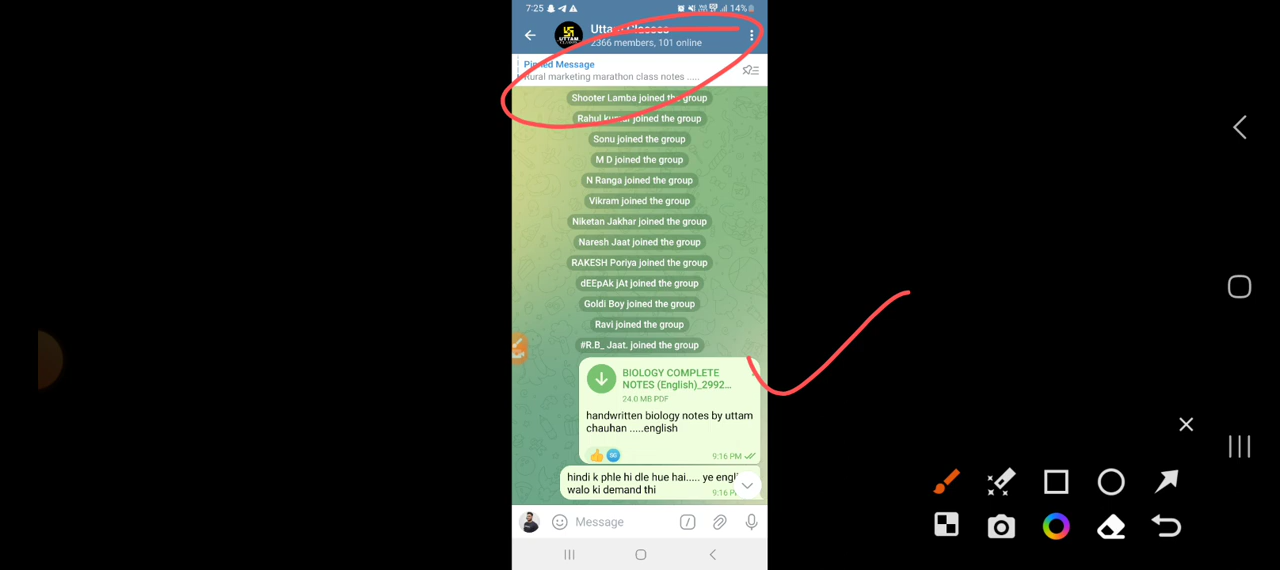 7:25
14%
Uttam Classes
2366 members, 101 online
UTTAM
Pinned Message
Rural marketing marathon class notes .....
Shooter Lamba joined the group
Rahul kumar joined the group
Sonu joined the group
M D joined the group
N Ranga joined the group
Vikram joined the group
Niketan Jakhar joined the group
Naresh Jaat joined the group
RAKESH Poriya joined the group
dEEpAk jAt joined the group
Goldi Boy joined the group
Ravi joined the group
#R.B_ Jaat. joined the group
BIOLOGY COMPLETE
NOTES (English)_2992...
24.0 MB PDF
handwritten biology notes by uttam
chauhan .....english
9:16 PM
hindi k phle hi dle hue hai..... ye engli
walo ki demand thi
9:16 P
Message